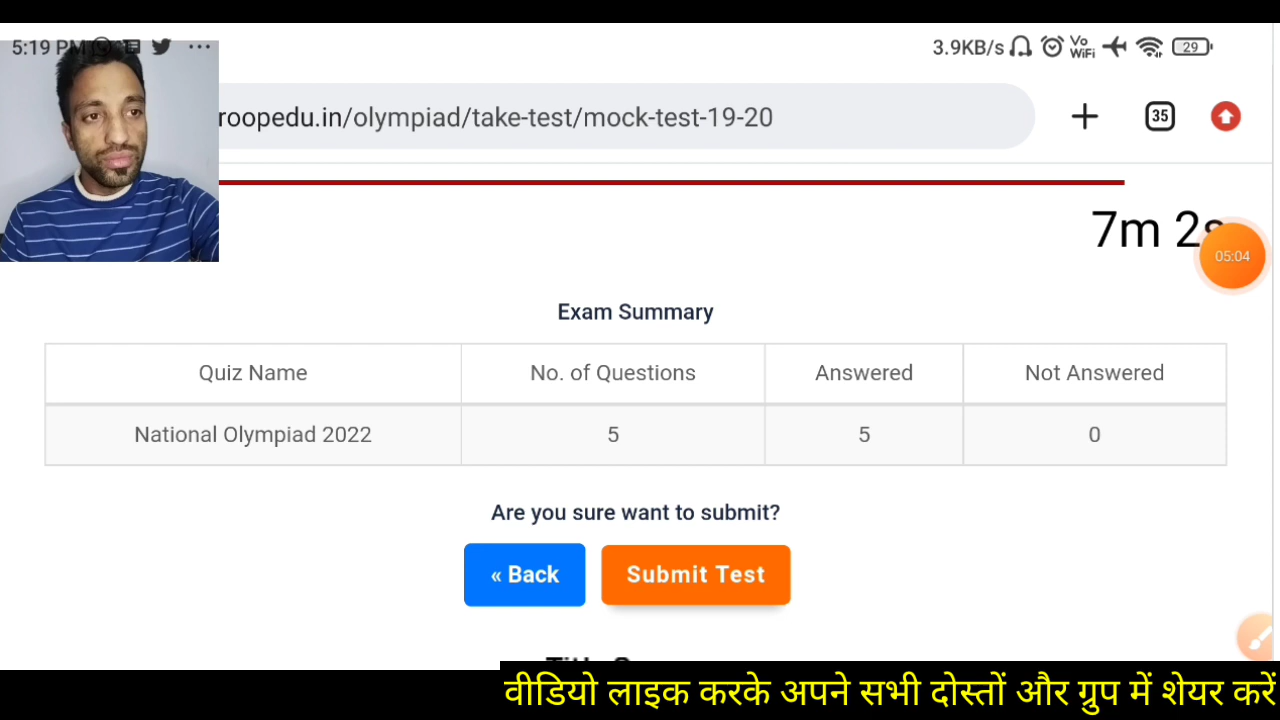 5:19 PM
3.9KB/s Vo WiFi 29
roopedu.in/olympiad/take-test/mock-test-19-20
35
7m 2s
05:04
Exam Summary
Quiz Name No. of Questions Answered Not Answered
National Olympiad 2022 5 5 0
Are you sure want to submit?
« Back Submit Test
वीडियो लाइक करके अपने सभी दोस्तों और ग्रुप में शेयर करें